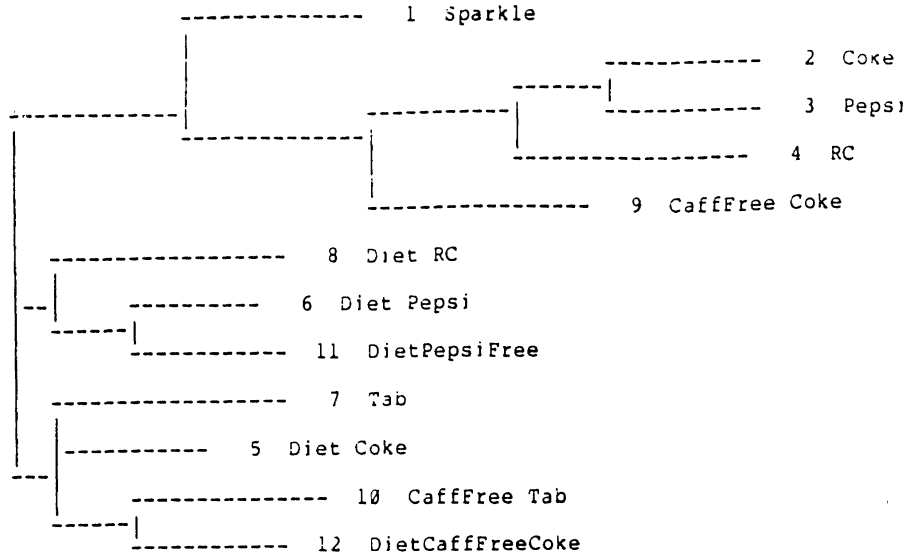 1 Sparkle
2 Coke
3 Pepsi
4 RC
9 CaffFree Coke
8 Diet RC
6 Diet Pepsi
11 DietPepsiFree
7 Tab
5 Diet Coke
10 CaffFree Tab
12 DietCaffFreeCoke